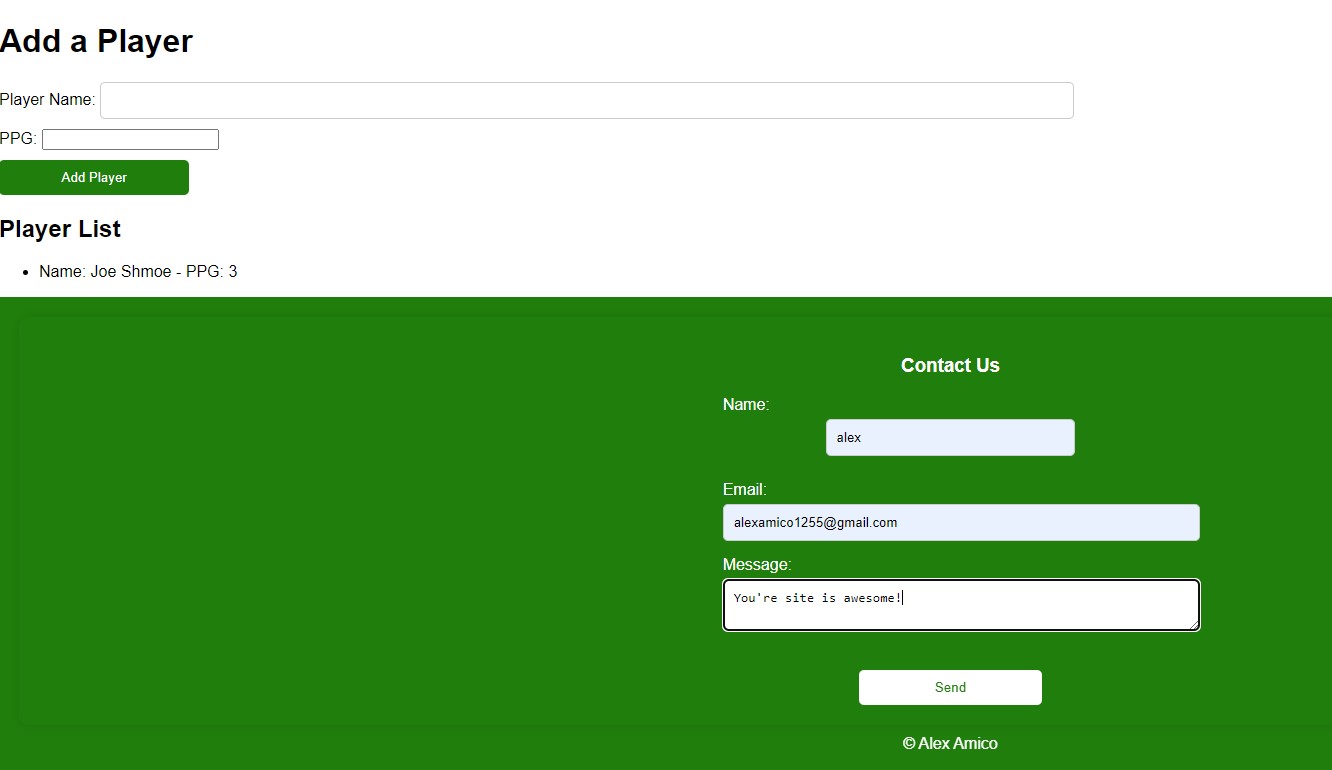 Add a Player
Player Name:
PPG:
Add Player
Player List
Name: Joe Shmoe - PPG: 3
Contact Us
Name:
alex
Email:
alexamico1255@gmail.com
Message:
You're site is awesome!
Send
© Alex Amico